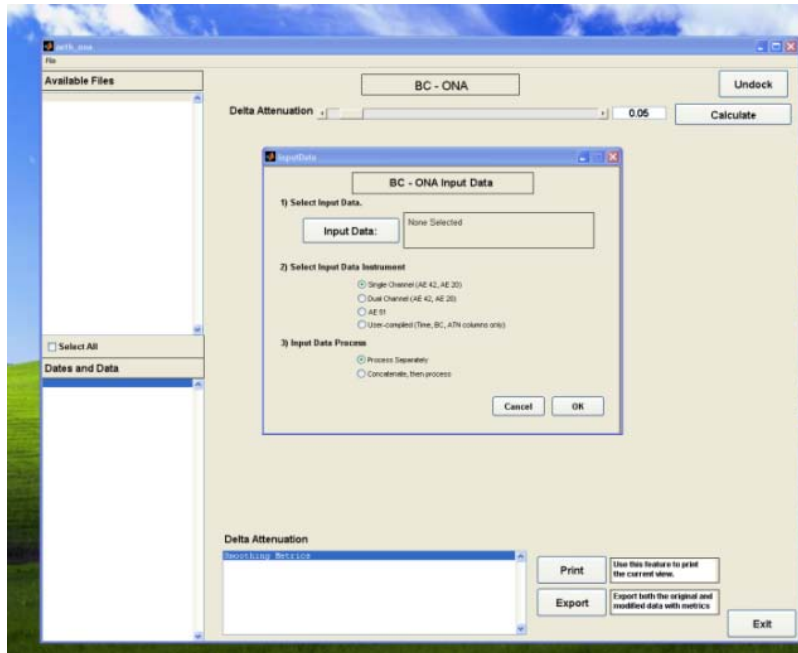 aeth_ona
File
Available Files
BC - ONA
Undock
Delta Attenuation
0.05
Calculate
InputData
BC - ONA Input Data
1) Select Input Data.
Input Data:
None Selected
2) Select Input Data Instrument
Single Channel (AE 42, AE 20)
Dual Channel (AE 42, AE 20)
AE 51
User-compiled (Time, BC, ATN columns only)
3) Input Data Process
Process Separately
Concatenate, then process
Cancel
OK
Select All
Dates and Data
Delta Attenuation
Smoothing Metrics
Print
Use this feature to print
the current view.
Export
Export both the original and
modified data with metrics
Exit